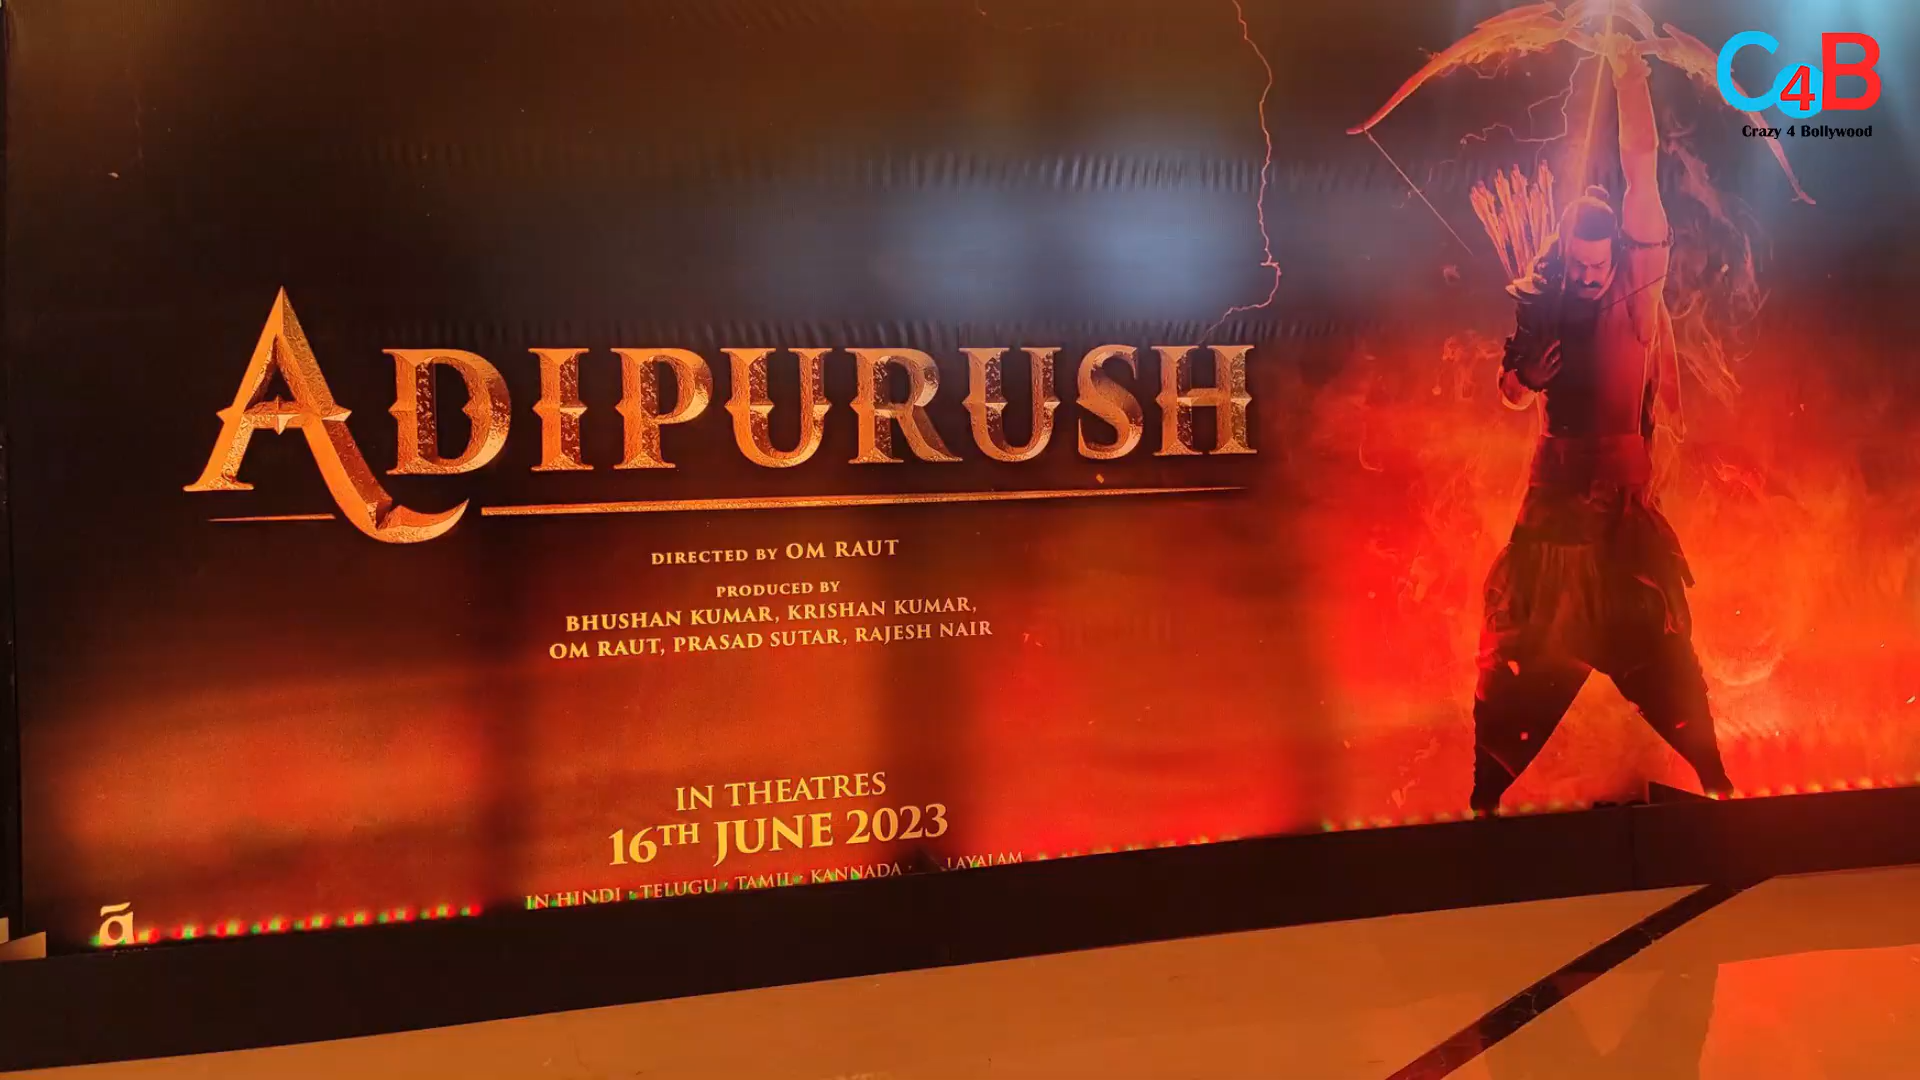 C4B
Crazy 4 Bollywood
ADIPURUSH
DIRECTED BY OM RAUT
PRODUCED BY
BHUSHAN KUMAR, KRISHAN KUMAR,
OM RAUT, PRASAD SUTAR, RAJESH NAIR
IN THEATRES
16TH JUNE 2023
IN HINDI • TELUGU • TAMIL • KANNADA •